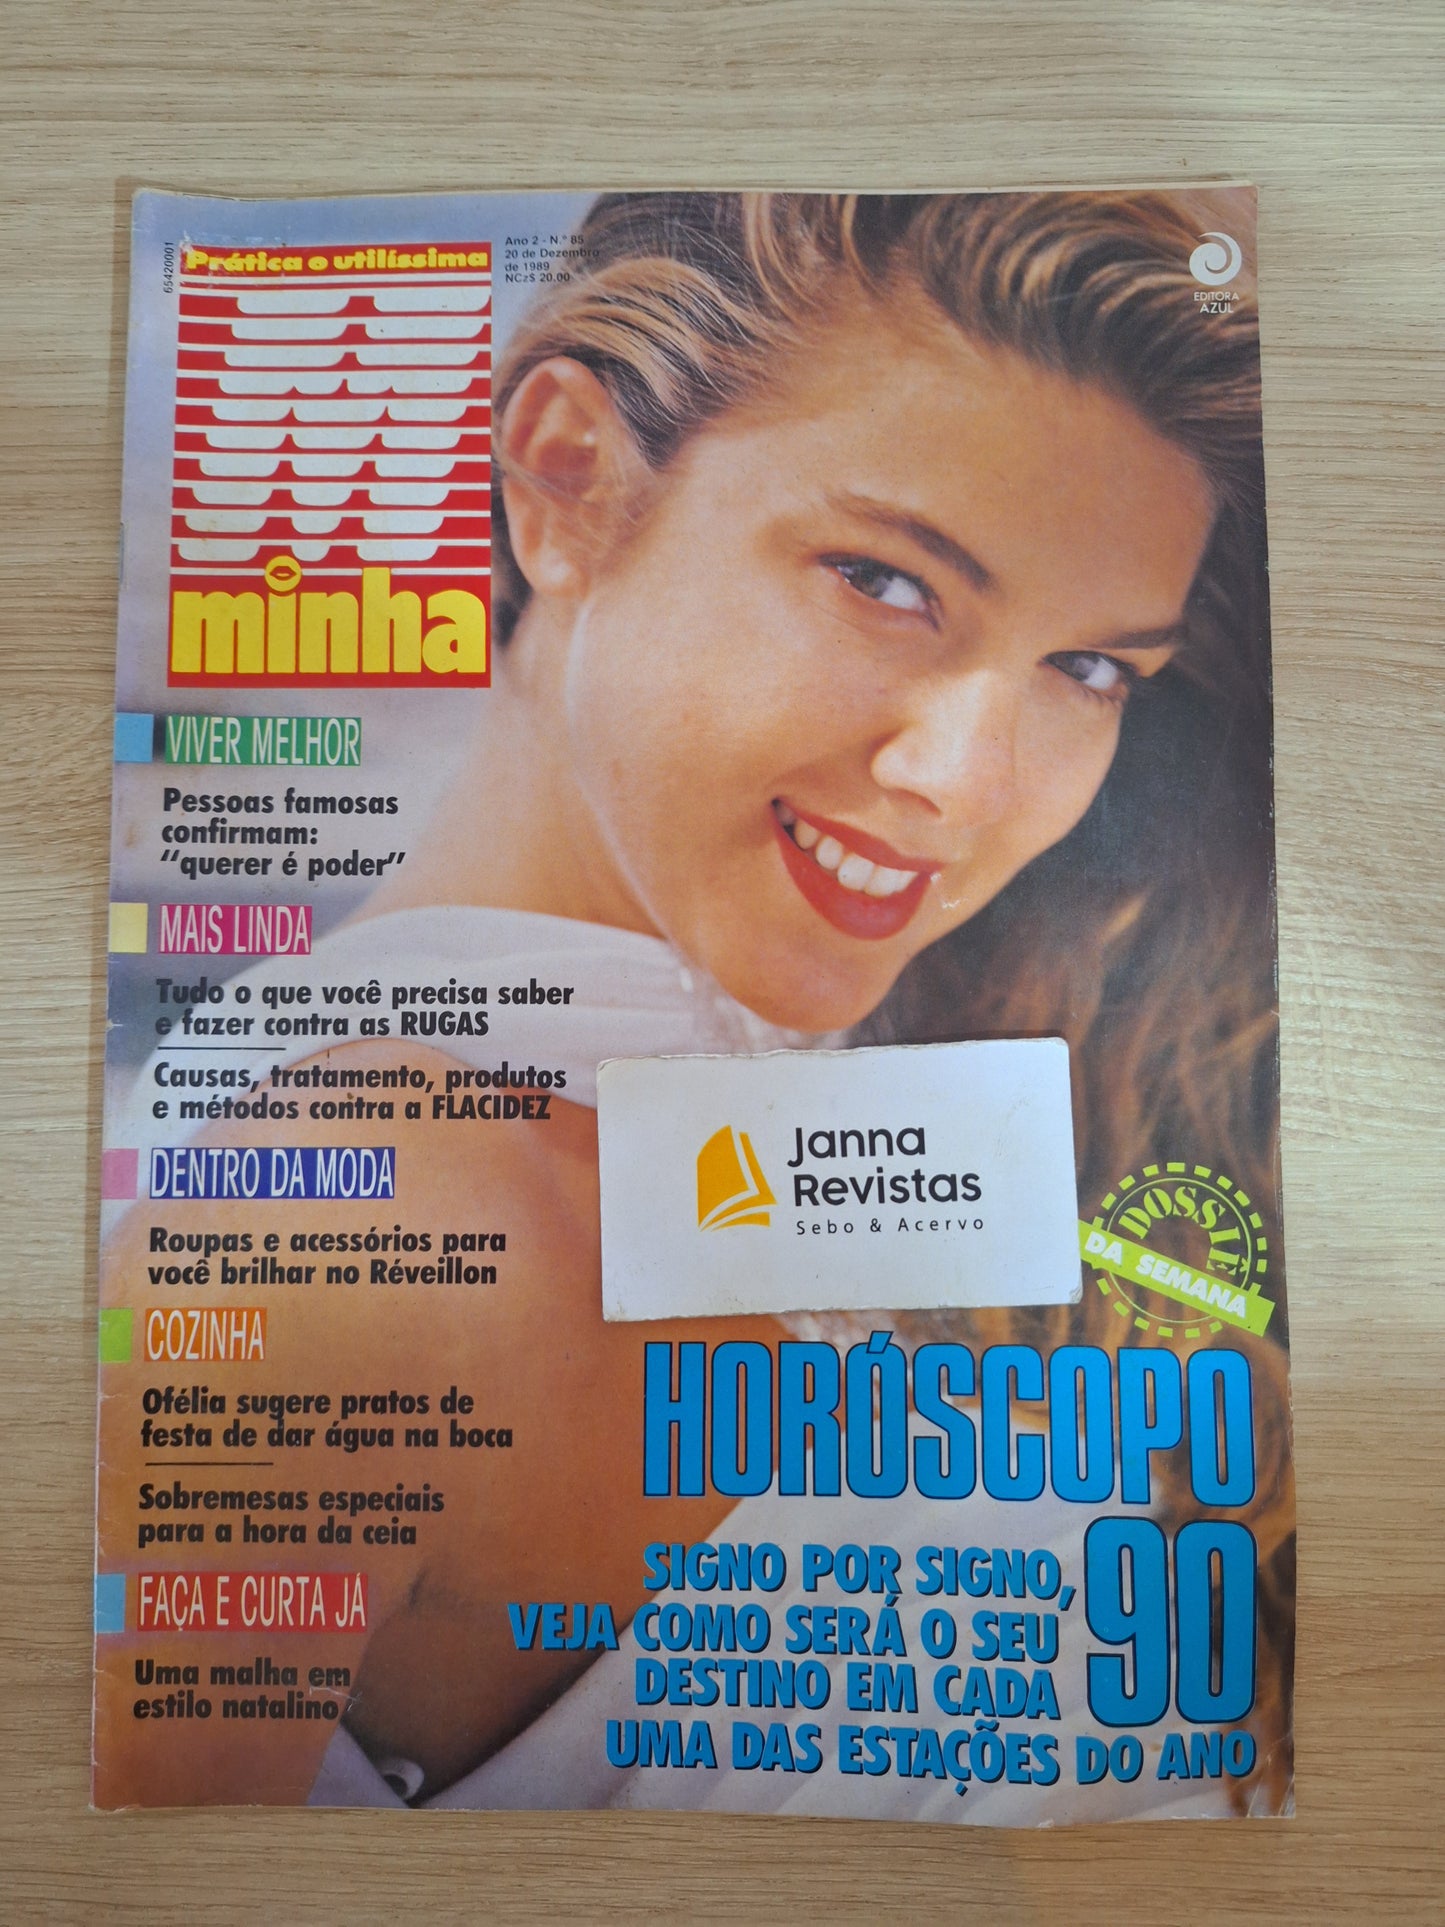 65420001
Prática e utilíssima
minha
Ano 2 - N.º 85
20 de Dezembro
de 1989
NCz$ 20.00
EDITORA
AZUL
VIVER MELHOR
Pessoas famosas
confirmam:
“querer é poder”
MAIS LINDA
Tudo o que você precisa saber
e fazer contra as RUGAS
Causas, tratamento, produtos
e métodos contra a FLACIDEZ
DENTRO DA MODA
Roupas e acessórios para
você brilhar no Réveillon
COZINHA
Ofélia sugere pratos de
festa de dar água na boca
Sobremesas especiais
para a hora da ceia
FAÇA E CURTA JÁ
Uma malha em
estilo natalino
Janna
Revistas
Sebo & Acervo
DOSSIÊ
DA SEMANA
HORÓSCOPO
90
SIGNO POR SIGNO,
VEJA COMO SERÁ O SEU
DESTINO EM CADA
UMA DAS ESTAÇÕES DO ANO